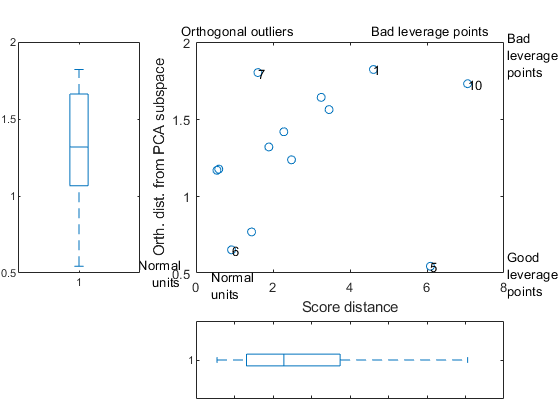 Orthogonal outliers
Bad leverage points
Bad
leverage
points
2
1.5
1
0.5
1
Normal
units
Orth. dist. from PCA subspace
2
1.5
1
0.5
7
1
10
6
5
Normal
units
Good
leverage
points
0
2
4
6
8
Score distance
1